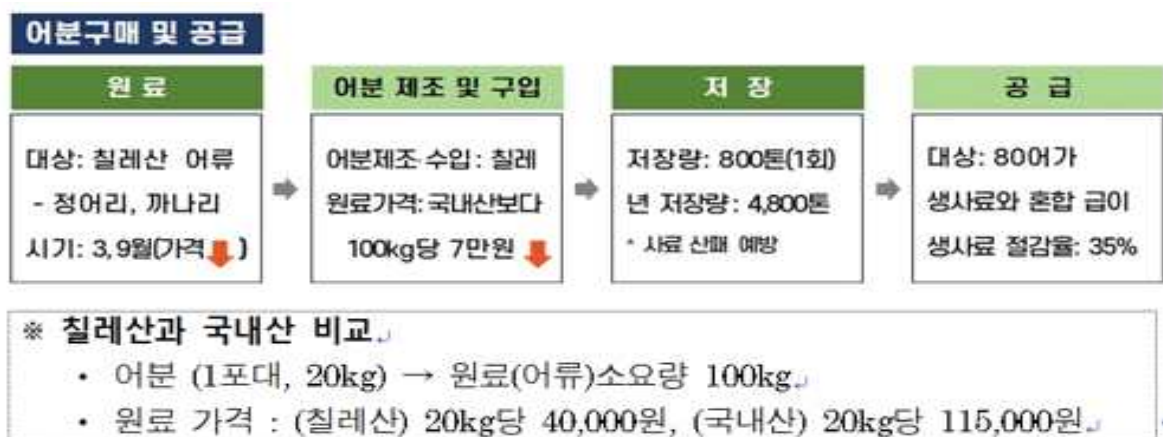 어분구매 및 공급
원 료
대상: 칠레산 어류
- 정어리, 까나리
시기: 3, 9월(가격⬇)
어분 제조 및 구입
어분제조 수입 : 칠레
원료가격: 국내산보다
100kg당 7만원 ⬇
저 장
저장량: 800톤(1회)
년 저장량: 4,800톤
* 사료 산패 예방
공 급
대상: 80어가
생사료와 혼합 급이
생사료 절감율: 35%
※ 칠레산과 국내산 비교
• 어분 (1포대, 20kg) → 원료(어류)소요량 100kg
• 원료 가격 : (칠레산) 20kg당 40,000원, (국내산) 20kg당 115,000원